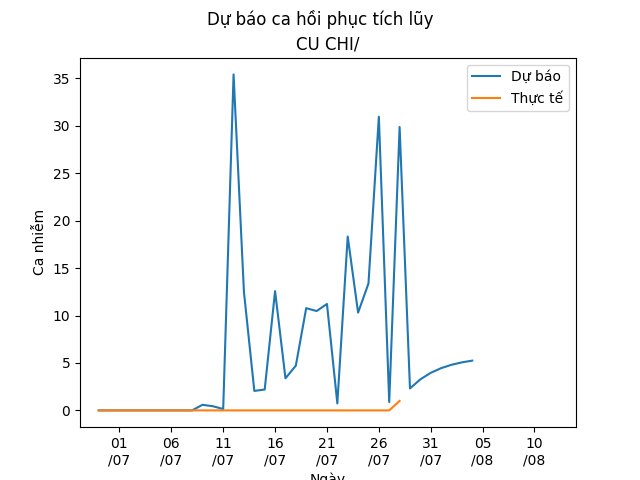 Dự báo ca hồi phục tích lũy
CU CHI/
Dự báo
Thực tế
Ca nhiễm
35
30
25
20
15
10
5
0
01 06 11 16 21 26 31 05 10
/07 /07 /07 /07 /07 /07 /07 /08 /08
Ngày